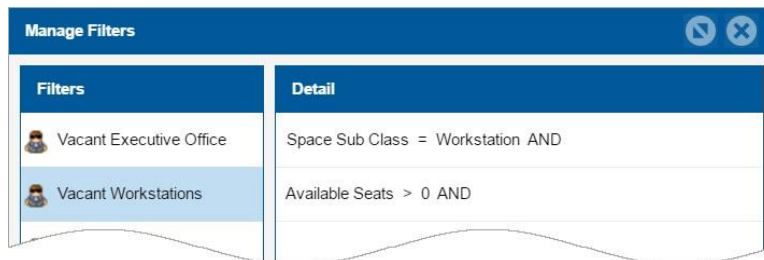 Manage Filters
Filters
Detail
Vacant Executive Office
Space Sub Class = Workstation AND
Vacant Workstations
Available Seats > 0 AND